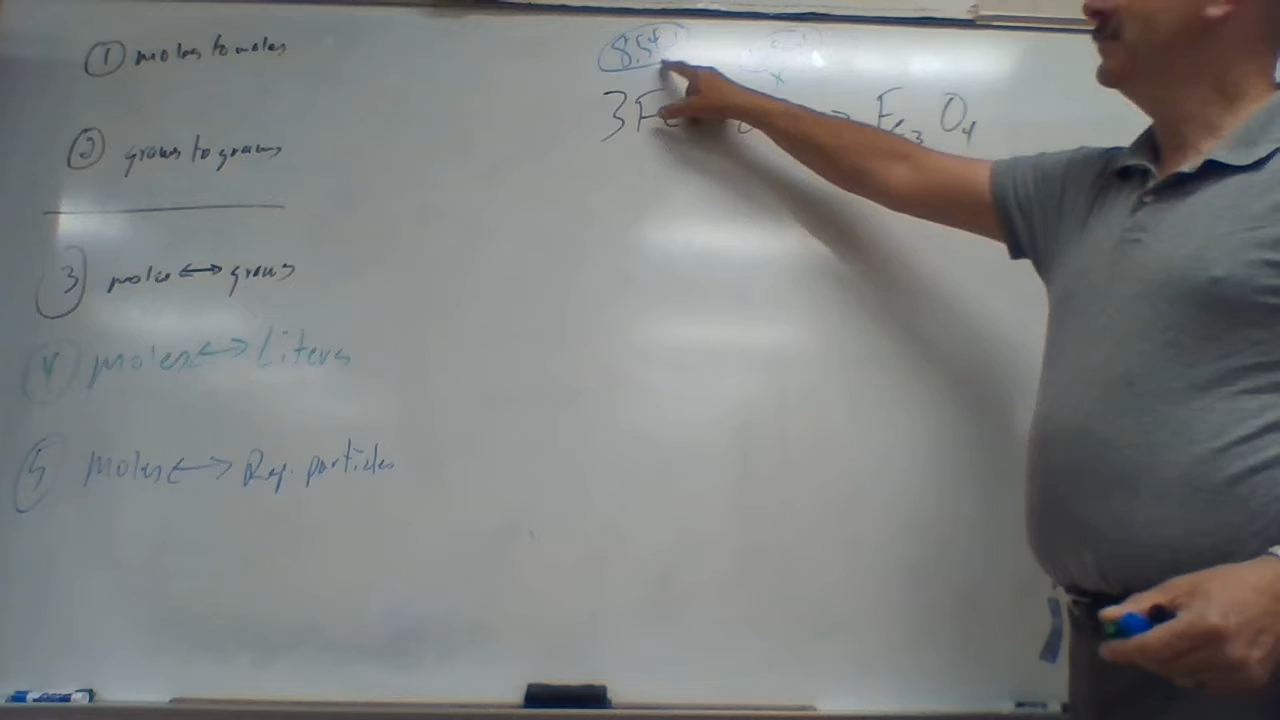 ① moles to moles
② grams to grams
③ moles ↔ grams
④ moles ↔ Liters
⑤ Moles ↔ Rep. particles
8.5
x
3Fe → Fe₃O₄